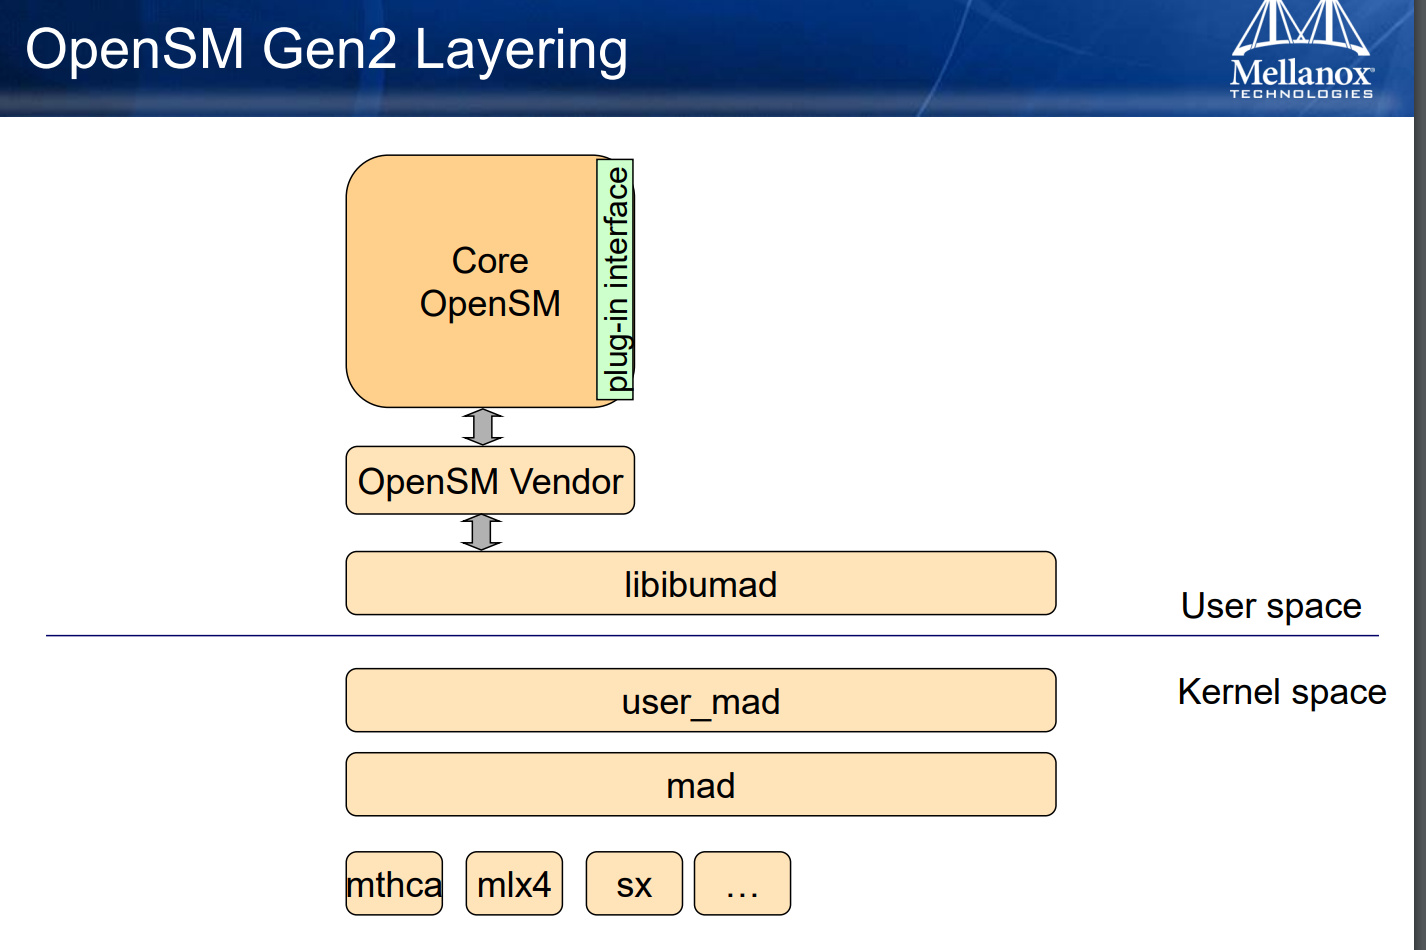 OpenSM Gen2 Layering
Mellanox
TECHNOLOGIES
Core
OpenSM
plug-in interface
OpenSM Vendor
libibumad
User space
Kernel space
user_mad
mad
mthca
mlx4
sx
…